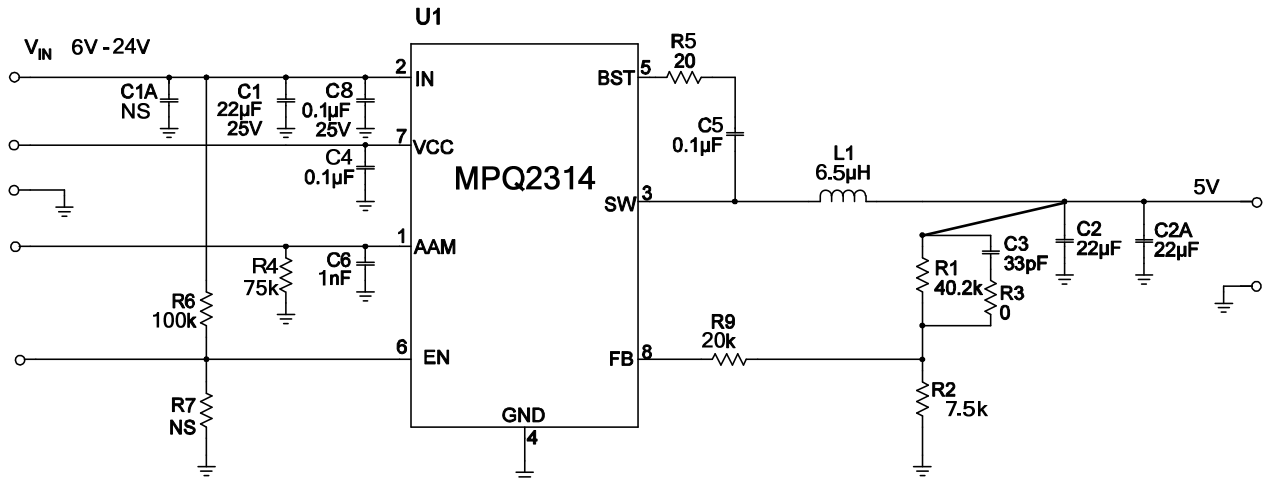 U1
VIN 6V - 24V
2 IN
C1A
NS
C1
22µF
25V
C8
0.1µF
25V
7 VCC
C4
0.1µF
MPQ2314
1 AAM
R4
75k
C6
1nF
R6
100k
6 EN
R7
NS
GND
4
BST 5
R5
20
C5
0.1µF
SW 3
L1
6.5µH
5V
C2
22µF
C2A
22µF
R1
40.2k
C3
33pF
R3
0
FB 8
R9
20k
R2
7.5k